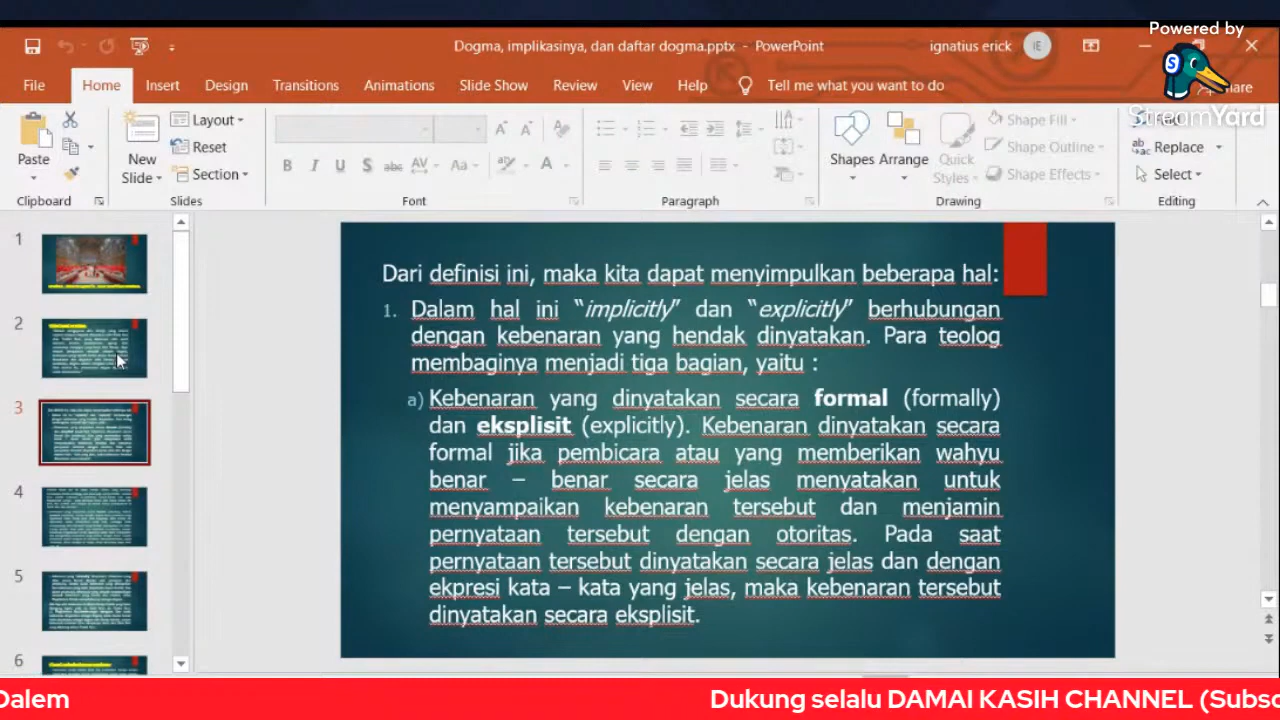 Powered by
StreamYard
Dogma, implikasinya, dan daftar dogma.pptx - PowerPoint
ignatius erick
IE
File Home Insert Design Transitions Animations Slide Show Review View Help Tell me what you want to do
Layout
Reset
Section
Paste
New
Slide
Clipboard
Slides
Font
Paragraph
Shapes
Arrange
Quick
Styles
Shape Fill
Shape Outline
Shape Effects
Drawing
Replace
Select
Editing
1
2
3
4
5
6
Dari definisi ini, maka kita dapat menyimpulkan beberapa hal:
1. Dalam hal ini “implicitly” dan “explicitly” berhubungan
dengan kebenaran yang hendak dinyatakan. Para teolog
membaginya menjadi tiga bagian, yaitu :
a) Kebenaran yang dinyatakan secara formal (formally)
dan eksplisit (explicitly). Kebenaran dinyatakan secara
formal jika pembicara atau yang memberikan wahyu
benar – benar secara jelas menyatakan untuk
menyampaikan kebenaran tersebut dan menjamin
pernyataan tersebut dengan otoritas. Pada saat
pernyataan tersebut dinyatakan secara jelas dan dengan
ekpresi kata – kata yang jelas, maka kebenaran tersebut
dinyatakan secara eksplisit.
Dalem
Dukung selalu DAMAI KASIH CHANNEL (Subsc